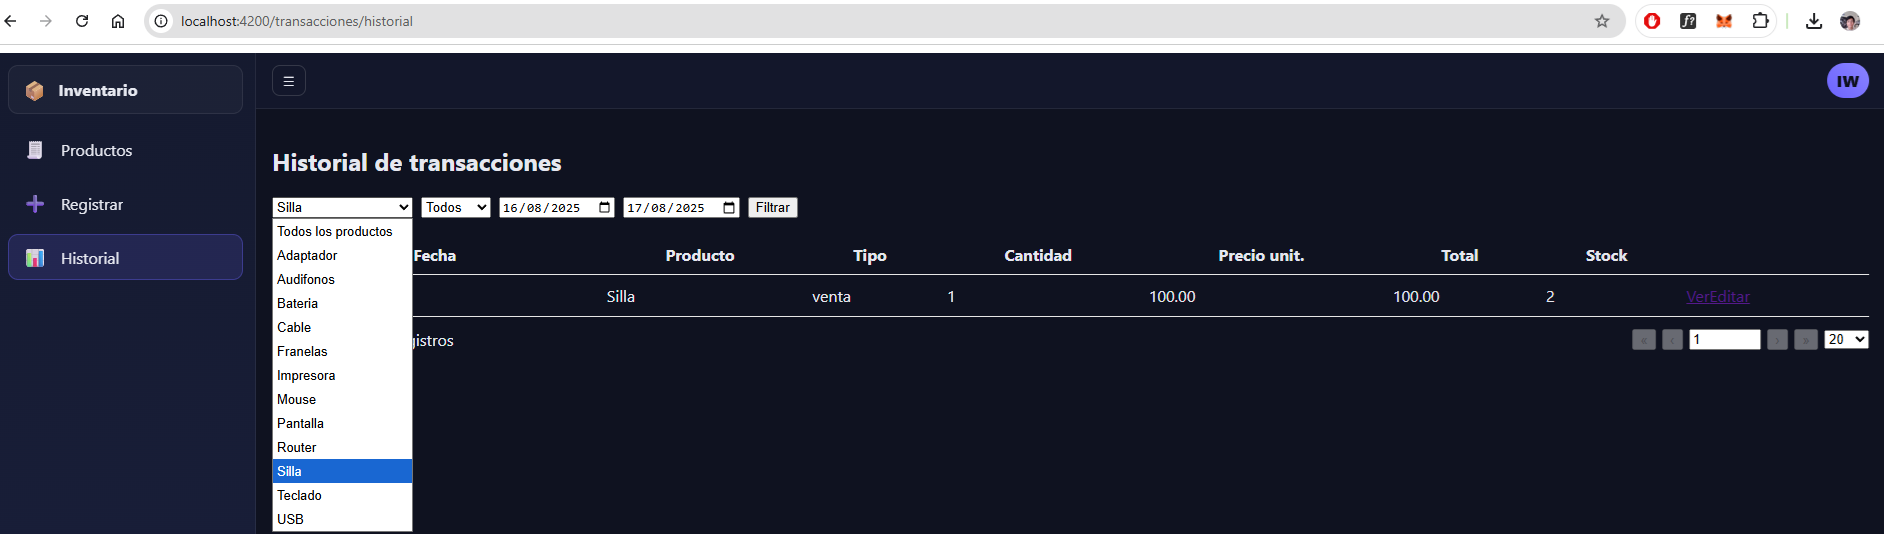 localhost:4200/transacciones/historial
Inventario
☰
IW
Productos
Registrar
Historial
Historial de transacciones
Silla Todos 16/08/2025 17/08/2025 Filtrar
Todos los productos
Adaptador
Audifonos
Bateria
Cable
Franelas
Impresora
Mouse
Pantalla
Router
Silla
Teclado
USB
Fecha Producto Tipo Cantidad Precio unit. Total Stock
Silla venta 1 100.00 100.00 2 VerEditar
gistros « ‹ 1 › » 20